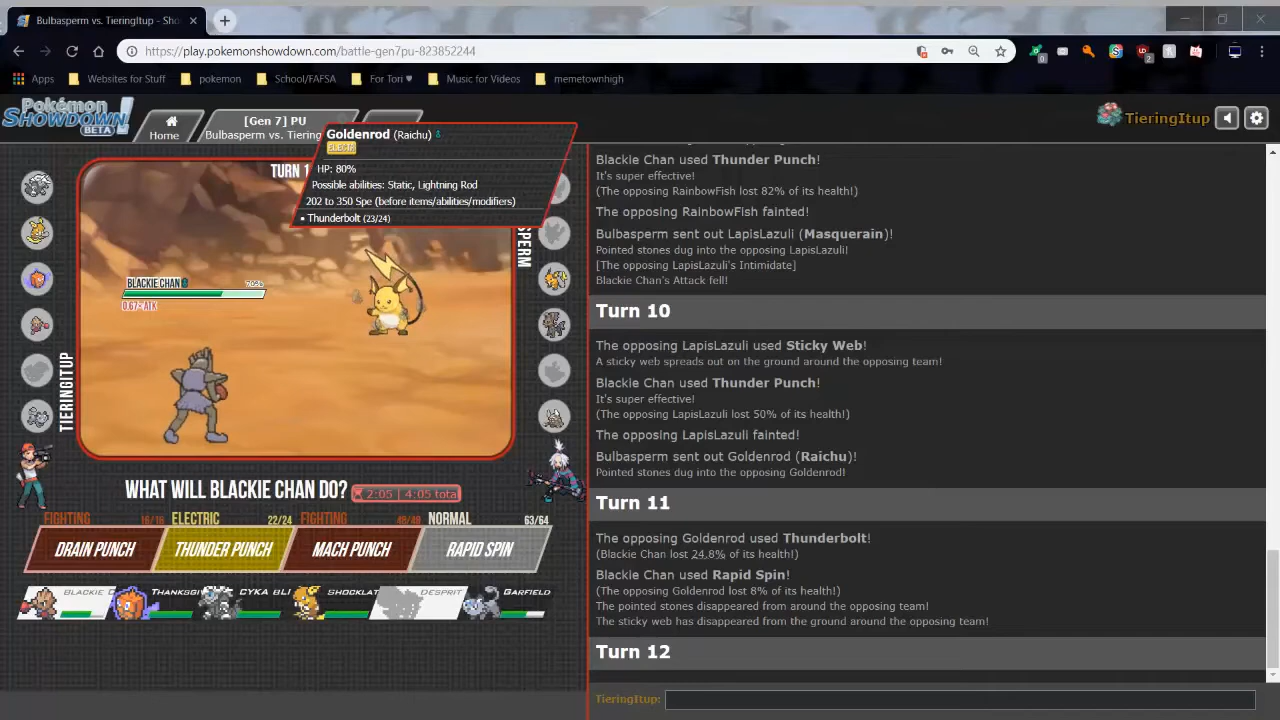 Bulbasperm vs. TieringItup - Sho
https://play.pokemonshowdown.com/battle-gen7pu-823852244
Apps Websites for Stuff pokemon School/FAFSA For Tori ♥ Music for Videos memetownhigh
Pokémon
SHOWDOWN!
BETA
Home
[Gen 7] PU
Bulbasperm vs. Tiering
TieringItup
Goldenrod (Raichu)
ELECTR
HP: 80%
Possible abilities: Static, Lightning Rod
202 to 350 Spe (before items/abilities/modifiers)
• Thunderbolt (23/24)
TURN 1
SPERM
BLACKIE CHAN
0.67× ATK
TIERINGITUP
WHAT WILL BLACKIE CHAN DO? 2:05 | 4:05 tota
FIGHTING 16/16 ELECTRIC 22/24 FIGHTING 48/48 NORMAL 63/64
DRAIN PUNCH THUNDER PUNCH MACH PUNCH RAPID SPIN
BLACKIE C THANKSGI CYKA BLI SHOCKLAT DESPRIT GARFIELD
Blackie Chan used Thunder Punch!
It's super effective!
(The opposing RainbowFish lost 82% of its health!)
The opposing RainbowFish fainted!
Bulbasperm sent out LapisLazuli (Masquerain)!
Pointed stones dug into the opposing LapisLazuli!
[The opposing LapisLazuli's Intimidate]
Blackie Chan's Attack fell!
Turn 10
The opposing LapisLazuli used Sticky Web!
A sticky web spreads out on the ground around the opposing team!
Blackie Chan used Thunder Punch!
It's super effective!
(The opposing LapisLazuli lost 50% of its health!)
The opposing LapisLazuli fainted!
Bulbasperm sent out Goldenrod (Raichu)!
Pointed stones dug into the opposing Goldenrod!
Turn 11
The opposing Goldenrod used Thunderbolt!
(Blackie Chan lost 24.8% of its health!)
Blackie Chan used Rapid Spin!
(The opposing Goldenrod lost 8% of its health!)
The pointed stones disappeared from around the opposing team!
The sticky web has disappeared from the ground around the opposing team!
Turn 12
TieringItup: